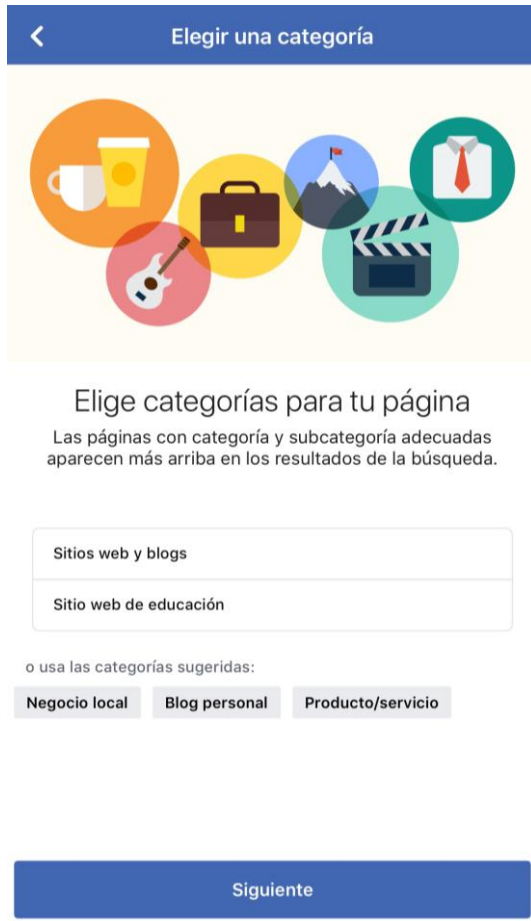 Elegir una categoría
Elige categorías para tu página
Las páginas con categoría y subcategoría adecuadas
aparecen más arriba en los resultados de la búsqueda.
Sitios web y blogs
Sitio web de educación
o usa las categorías sugeridas:
Negocio local Blog personal Producto/servicio
Siguiente